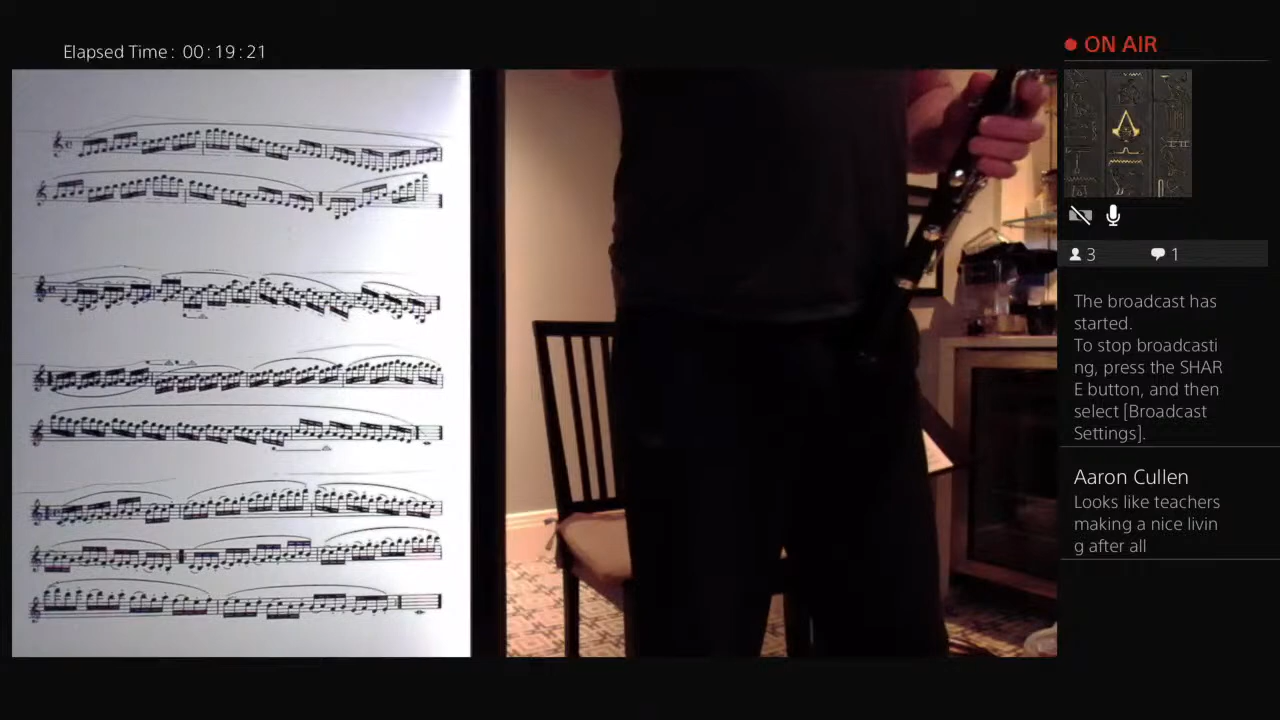 Elapsed Time: 00:19:21
ON AIR
3
1
The broadcast has
started.
To stop broadcasti
ng, press the SHAR
E button, and then
select [Broadcast
Settings].
Aaron Cullen
Looks like teachers
making a nice livin
g after all